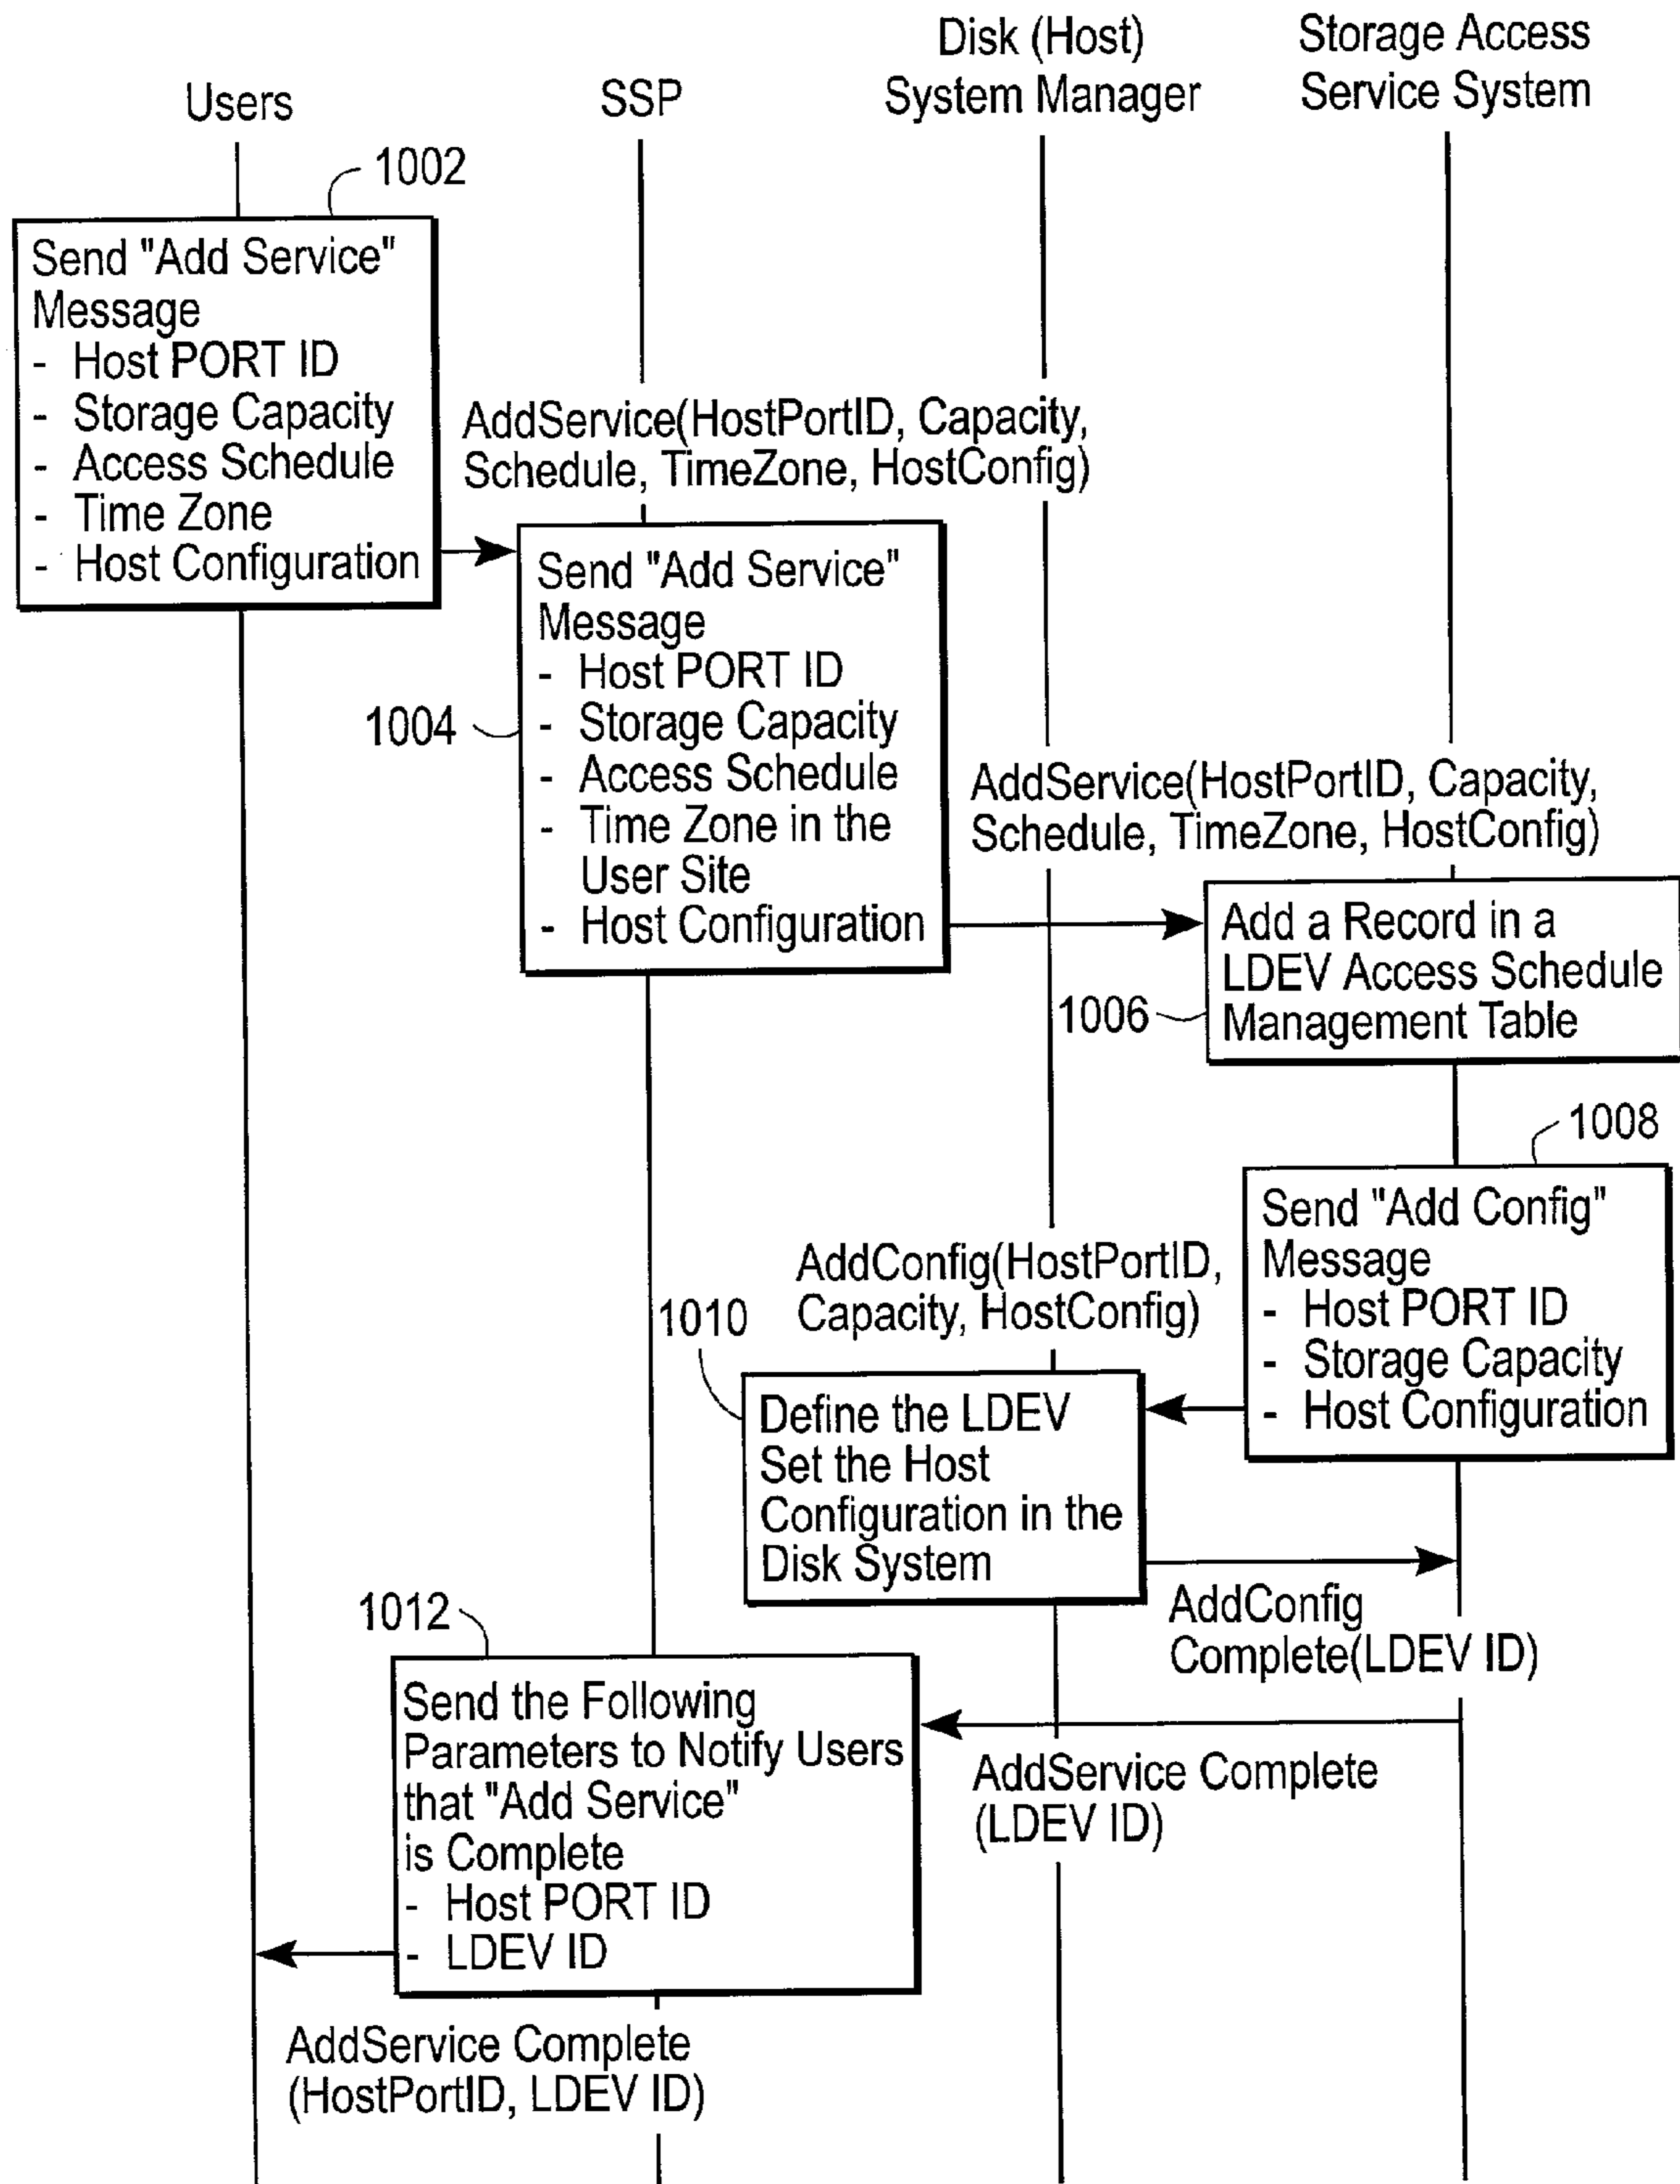 Users
SSP
Disk (Host)
System Manager
Storage Access
Service System
1002
Send "Add Service"
Message
- Host PORT ID
- Storage Capacity
- Access Schedule
- Time Zone
- Host Configuration
AddService(HostPortID, Capacity,
Schedule, TimeZone, HostConfig)
1004
Send "Add Service"
Message
- Host PORT ID
- Storage Capacity
- Access Schedule
- Time Zone in the
User Site
- Host Configuration
AddService(HostPortID, Capacity,
Schedule, TimeZone, HostConfig)
1006
Add a Record in a
LDEV Access Schedule
Management Table
1008
Send "Add Config"
Message
- Host PORT ID
- Storage Capacity
- Host Configuration
AddConfig(HostPortID,
Capacity, HostConfig)
1010
Define the LDEV
Set the Host
Configuration in the
Disk System
AddConfig
Complete(LDEV ID)
1012
Send the Following
Parameters to Notify Users
that "Add Service"
is Complete
- Host PORT ID
- LDEV ID
AddService Complete
(LDEV ID)
AddService Complete
(HostPortID, LDEV ID)